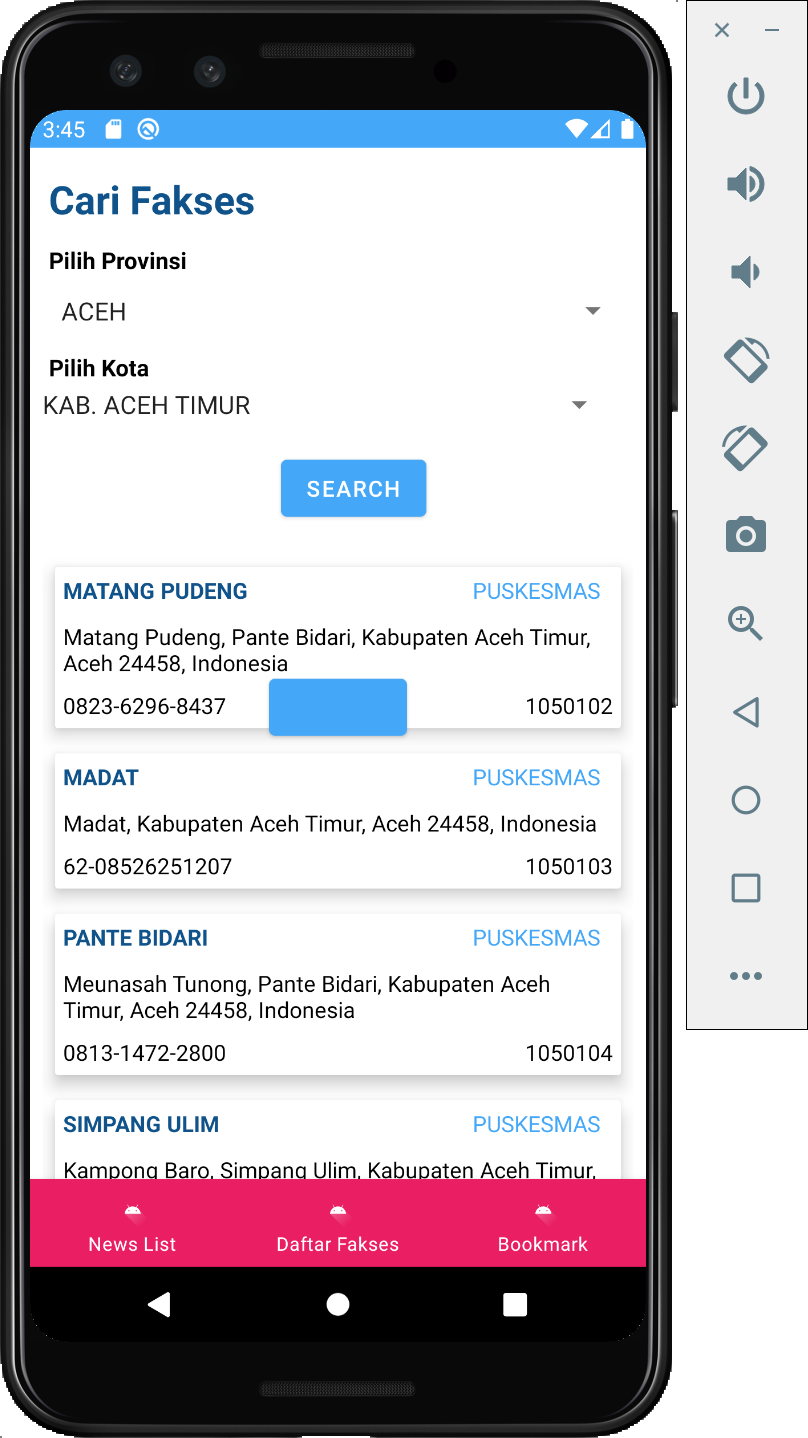 3:45
Cari Fakses
Pilih Provinsi
ACEH
Pilih Kota
KAB. ACEH TIMUR
SEARCH
MATANG PUDENG PUSKESMAS
Matang Pudeng, Pante Bidari, Kabupaten Aceh Timur,
Aceh 24458, Indonesia
0823-6296-8437 1050102
MADAT PUSKESMAS
Madat, Kabupaten Aceh Timur, Aceh 24458, Indonesia
62-08526251207 1050103
PANTE BIDARI PUSKESMAS
Meunasah Tunong, Pante Bidari, Kabupaten Aceh
Timur, Aceh 24458, Indonesia
0813-1472-2800 1050104
SIMPANG ULIM PUSKESMAS
Kampong Baro, Simpang Ulim, Kabupaten Aceh Timur,
News List Daftar Fakses Bookmark